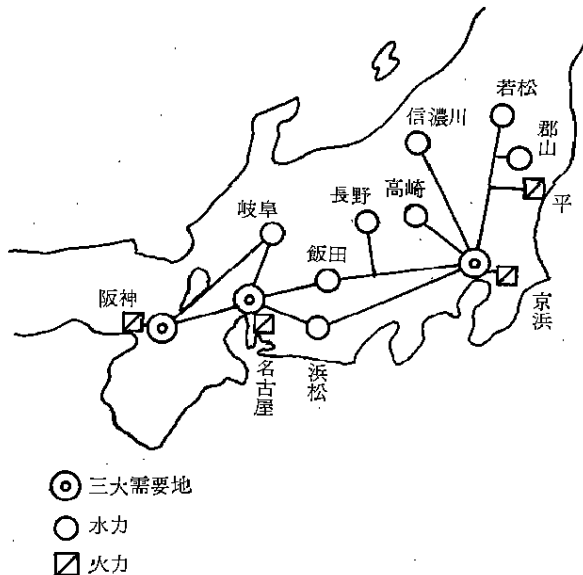 若松
信濃川
郡山
高崎
平
長野
岐阜
飯田
京浜
阪神
名古屋
浜松
三大需要地
水力
火力